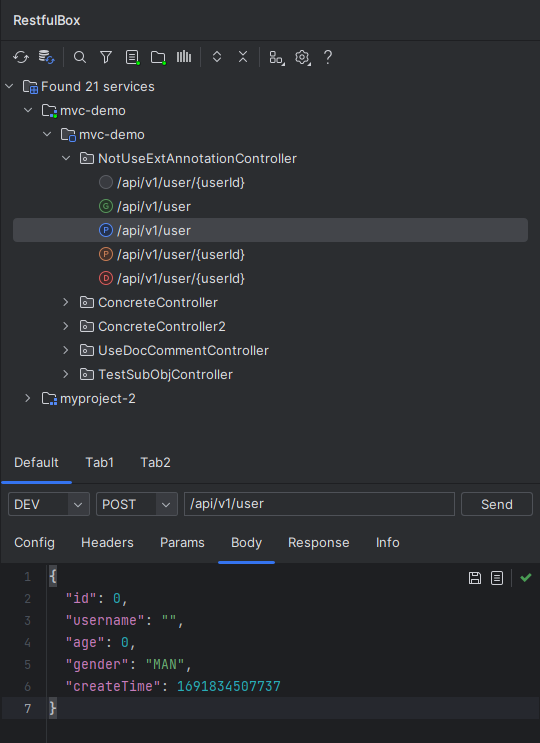 RestfulBox
?
Found 21 services
mvc-demo
mvc-demo
NotUseExtAnnotationController
/api/v1/user/{userId}
G /api/v1/user
P /api/v1/user
P /api/v1/user/{userId}
D /api/v1/user/{userId}
ConcreteController
ConcreteController2
UseDocCommentController
TestSubObjController
myproject-2
Default Tab1 Tab2
DEV POST /api/v1/user Send
Config Headers Params Body Response Info
1 {
2 "id": 0,
3 "username": "",
4 "age": 0,
5 "gender": "MAN",
6 "createTime": 1691834507737
7 }